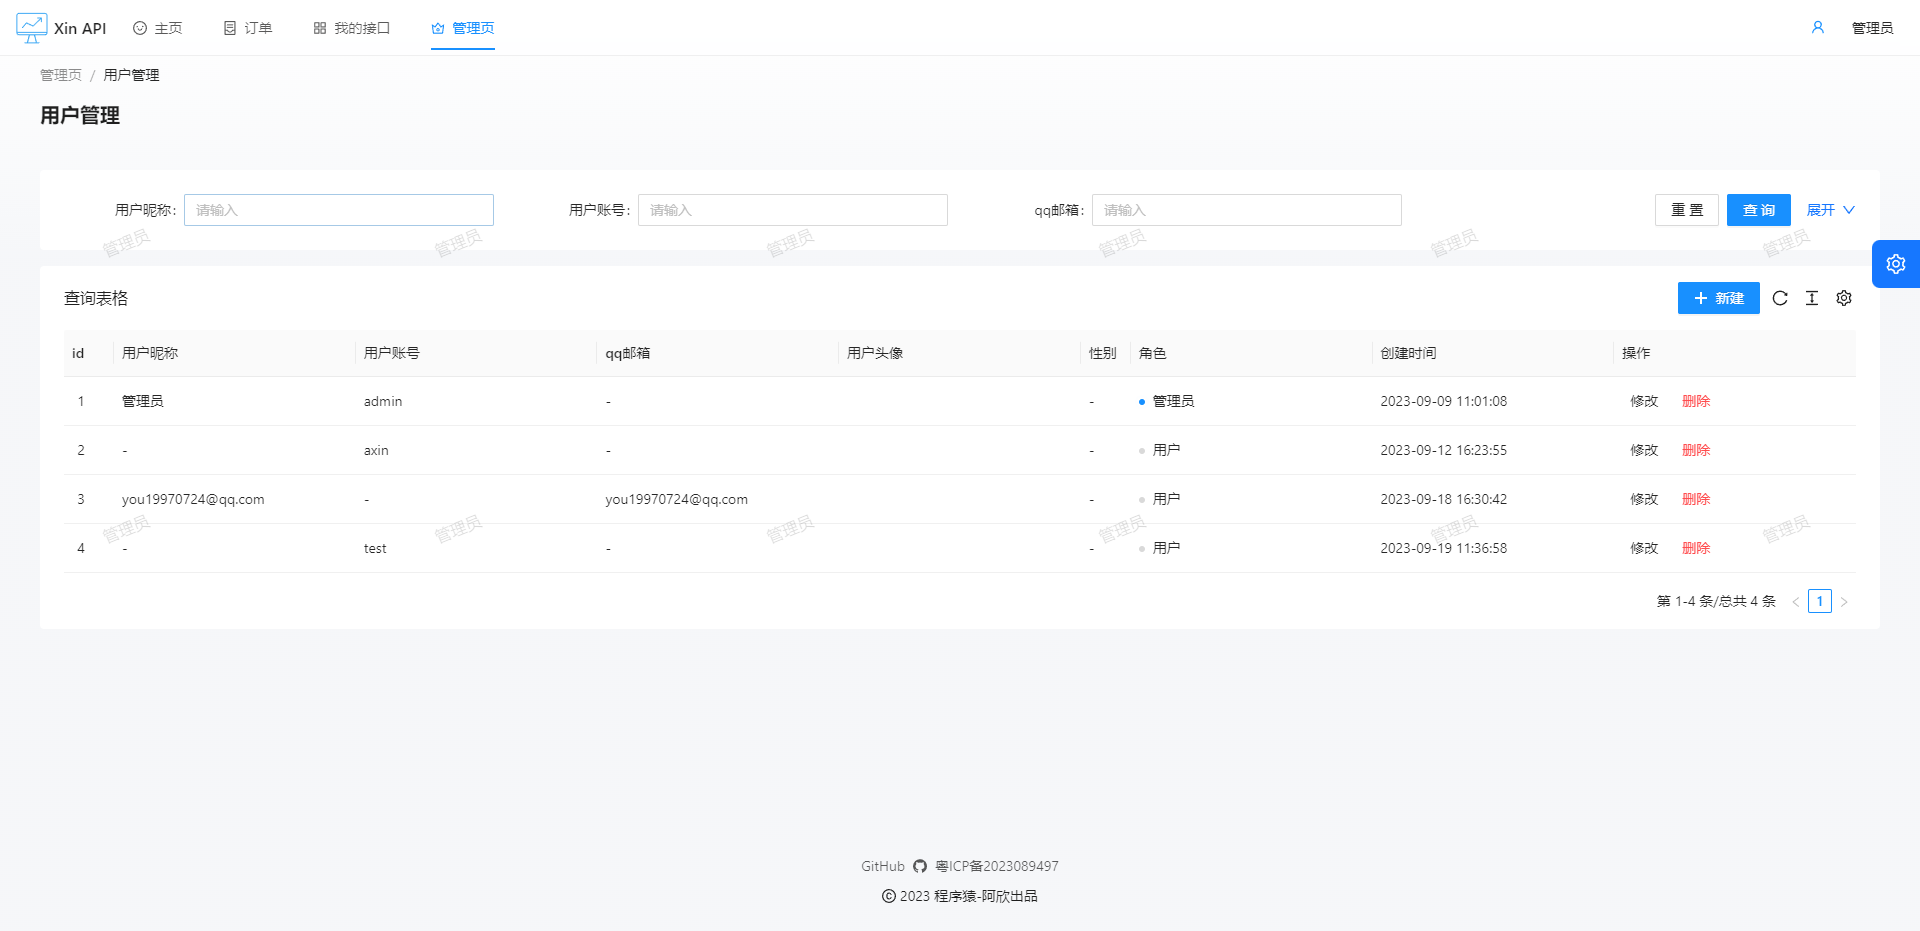 Xin API 主页 订单 我的接口 管理页 管理员
管理页 / 用户管理
用户管理
用户昵称: 请输入 用户账号: 请输入 qq邮箱: 请输入 重 置 查 询 展开
管理员 管理员 管理员 管理员 管理员 管理员
查询表格 新建
id 用户昵称 用户账号 qq邮箱 用户头像 性别 角色 创建时间 操作
1 管理员 admin - - 管理员 2023-09-09 11:01:08 修改 删除
2 - axin - - 用户 2023-09-12 16:23:55 修改 删除
3 you19970724@qq.com - you19970724@qq.com - 用户 2023-09-18 16:30:42 修改 删除
管理员 管理员 管理员 管理员 管理员 管理员
4 - test - - 用户 2023-09-19 11:36:58 修改 删除
第 1-4 条/总共 4 条 < 1 >
GitHub 粤ICP备2023089497
© 2023 程序猿-阿欣出品